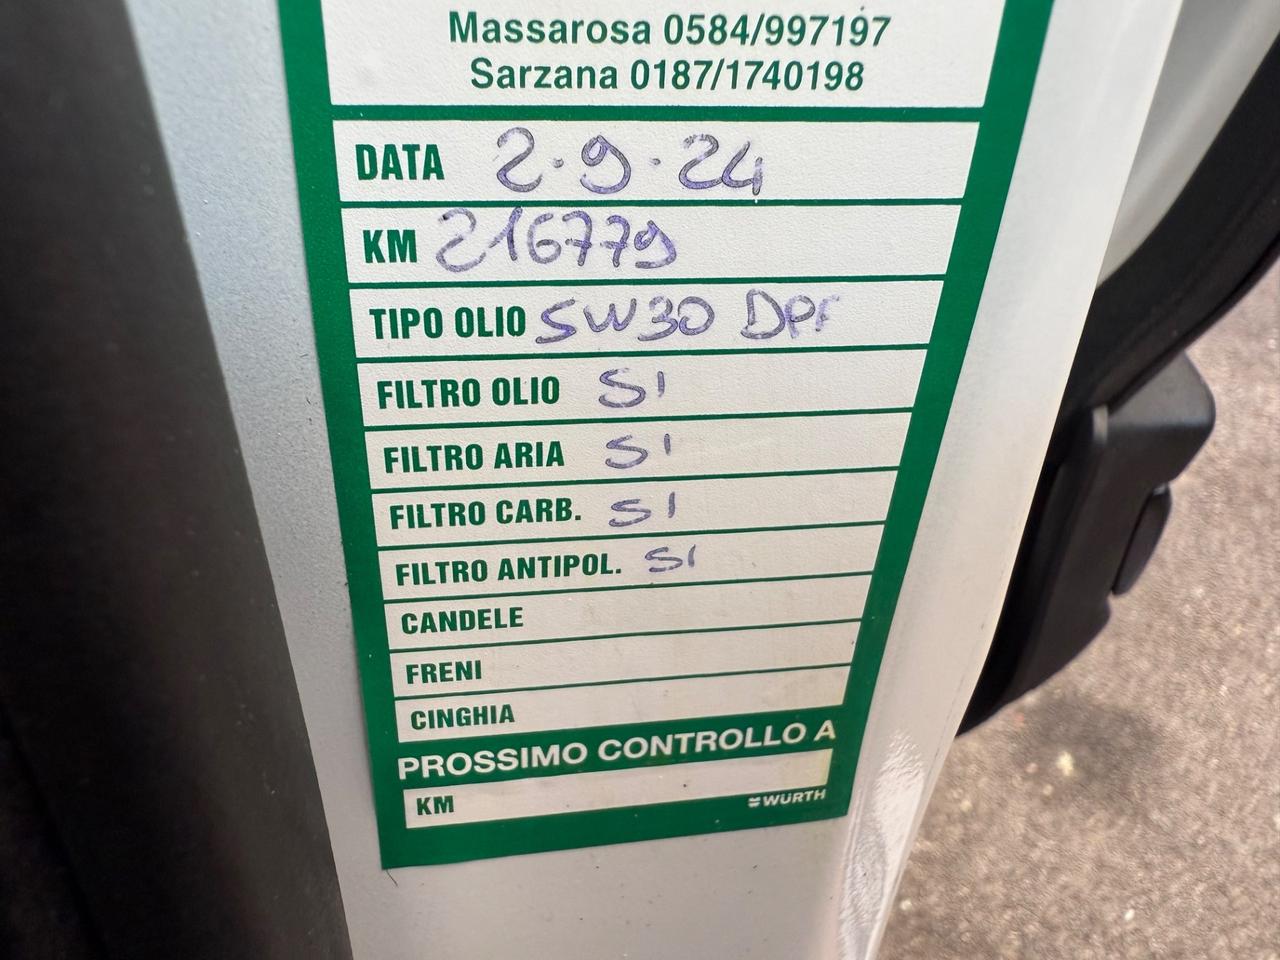 Massarosa 0584/997197
Sarzana 0187/1740198
DATA 2.9.24
KM 216779
TIPO OLIO 5W30 DPF
FILTRO OLIO SI
FILTRO ARIA SI
FILTRO CARB. SI
FILTRO ANTIPOL. SI
CANDELE
FRENI
CINGHIA
PROSSIMO CONTROLLO A
KM
WÜRTH